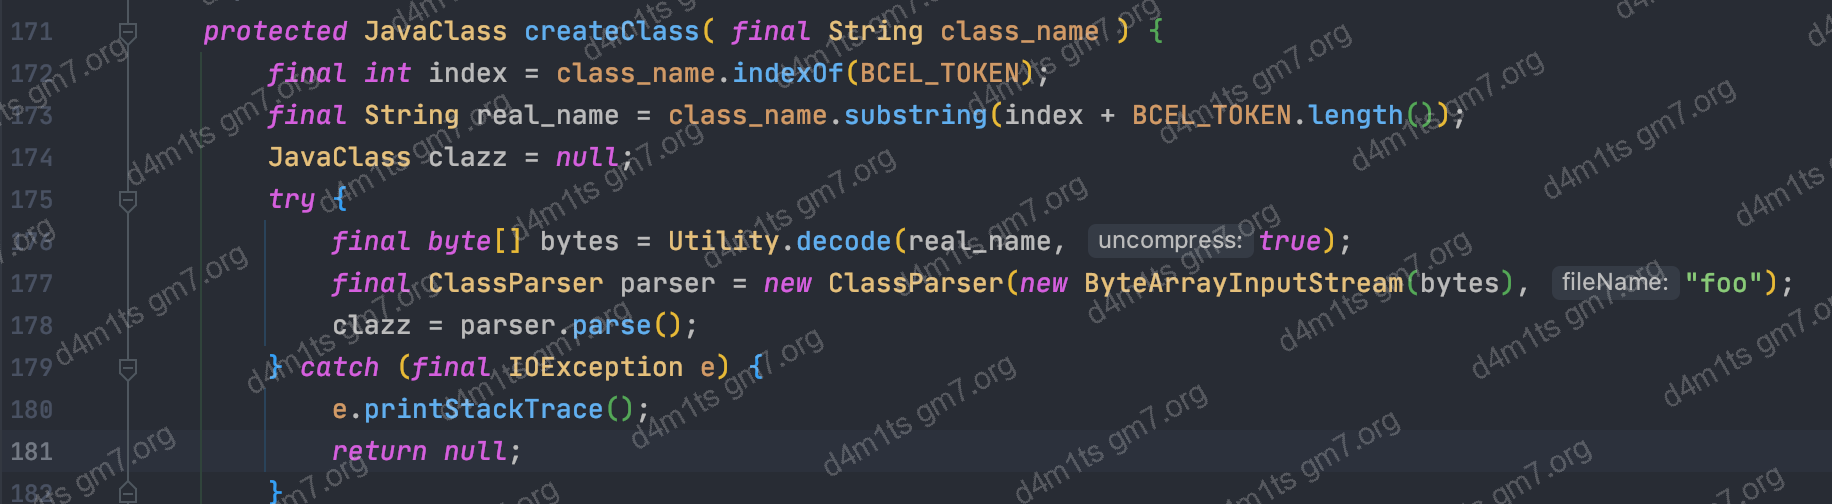 171 protected JavaClass createClass( final String class_name ) {
172 final int index = class_name.indexOf(BCEL_TOKEN);
173 final String real_name = class_name.substring(index + BCEL_TOKEN.length());
174 JavaClass clazz = null;
175 try {
176 final byte[] bytes = Utility.decode(real_name, uncompress: true);
177 final ClassParser parser = new ClassParser(new ByteArrayInputStream(bytes), fileName: "foo");
178 clazz = parser.parse();
179 } catch (final IOException e) {
180 e.printStackTrace();
181 return null;
182 }
d4m1ts gm7.org